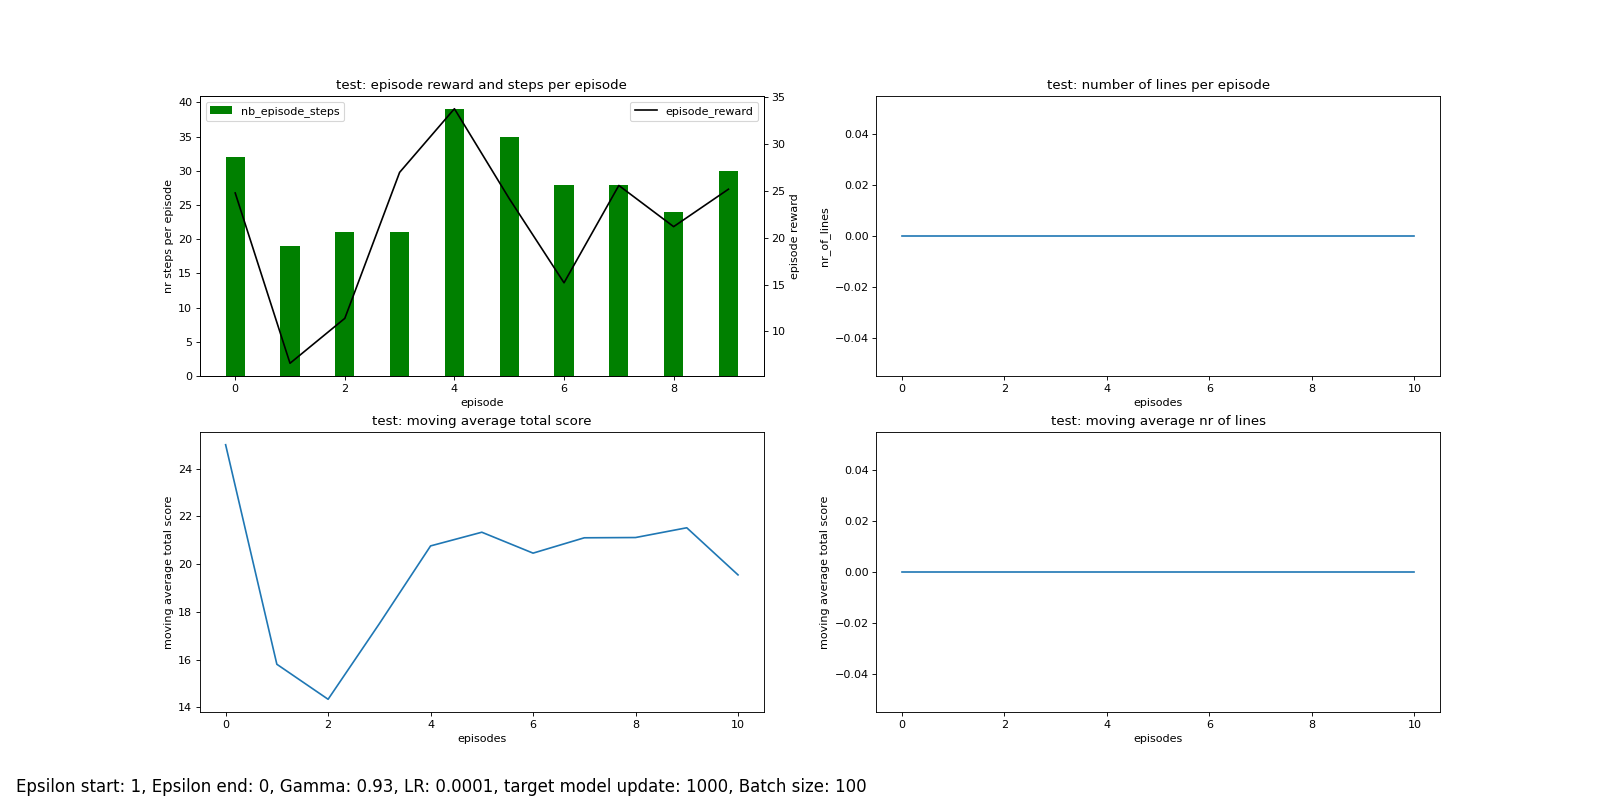 test: episode reward and steps per episode
nb_episode_steps
episode_reward
40
35
30
25
20
15
10
5
0
nr steps per episode
35
30
25
20
15
10
episode reward
0 2 4 6 8
episode
test: number of lines per episode
0.04
0.02
0.00
−0.02
−0.04
nr_of_lines
0 2 4 6 8 10
episodes
test: moving average total score
24
22
20
18
16
14
moving average total score
0 2 4 6 8 10
episodes
test: moving average nr of lines
0.04
0.02
0.00
−0.02
−0.04
moving average total score
0 2 4 6 8 10
episodes
Epsilon start: 1, Epsilon end: 0, Gamma: 0.93, LR: 0.0001, target model update: 1000, Batch size: 100